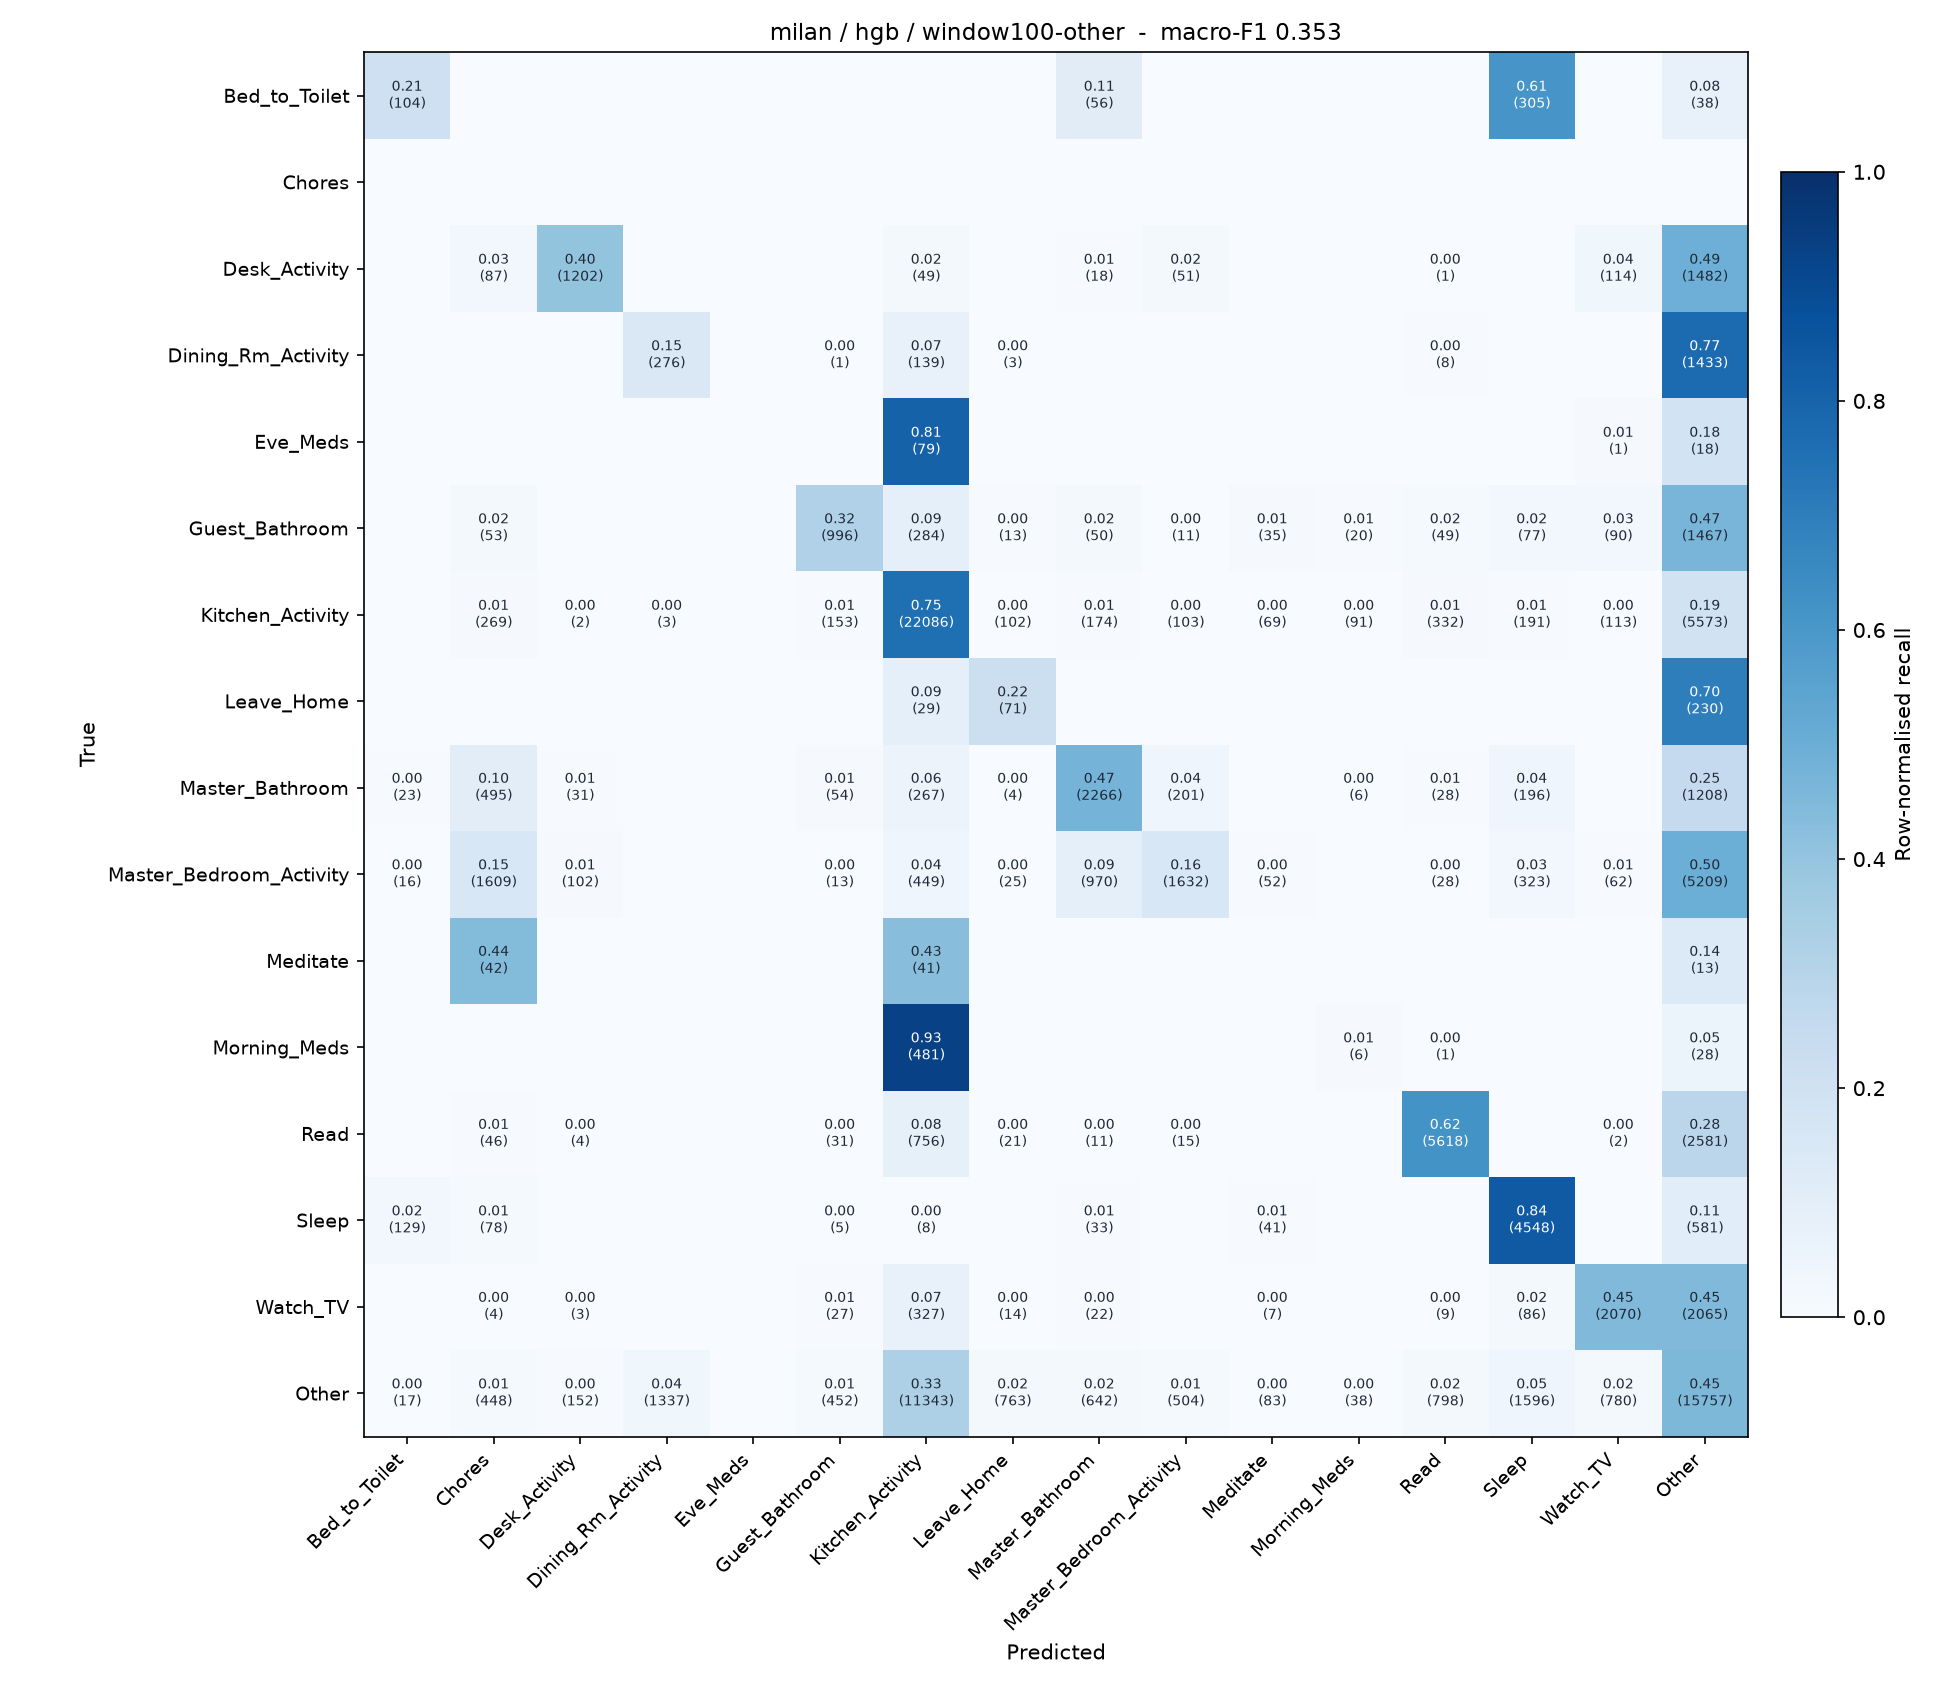 milan / hgb / window100-other  -  macro-F1 0.353
Bed_to_Toilet
0.21 0.11 0.61 0.08
(104) (56) (305) (38)
Chores
Desk_Activity
0.03 0.40 0.02 0.01 0.02 0.00 0.04 0.49
(87) (1202) (49) (18) (51) (1) (114) (1482)
Dining_Rm_Activity
0.15 0.00 0.07 0.00 0.00 0.77
(276) (1) (139) (3) (8) (1433)
Eve_Meds
0.81 0.01 0.18
(79) (1) (18)
Guest_Bathroom
0.02 0.32 0.09 0.00 0.02 0.00 0.01 0.01 0.02 0.02 0.03 0.47
(53) (996) (284) (13) (50) (11) (35) (20) (49) (77) (90) (1467)
Kitchen_Activity
0.01 0.00 0.00 0.01 0.75 0.00 0.01 0.00 0.00 0.00 0.01 0.01 0.00 0.19
(269) (2) (3) (153) (22086) (102) (174) (103) (69) (91) (332) (191) (113) (5573)
Leave_Home
0.09 0.22 0.70
(29) (71) (230)
Master_Bathroom
0.00 0.10 0.01 0.01 0.06 0.00 0.47 0.04 0.00 0.01 0.04 0.25
(23) (495) (31) (54) (267) (4) (2266) (201) (6) (28) (196) (1208)
Master_Bedroom_Activity
0.00 0.15 0.01 0.00 0.04 0.00 0.09 0.16 0.00 0.00 0.03 0.01 0.50
(16) (1609) (102) (13) (449) (25) (970) (1632) (52) (28) (323) (62) (5209)
Meditate
0.44 0.43 0.14
(42) (41) (13)
Morning_Meds
0.93 0.01 0.00 0.05
(481) (6) (1) (28)
Read
0.01 0.00 0.00 0.08 0.00 0.00 0.00 0.62 0.00 0.28
(46) (4) (31) (756) (21) (11) (15) (5618) (2) (2581)
Sleep
0.02 0.01 0.00 0.00 0.01 0.01 0.84 0.11
(129) (78) (5) (8) (33) (41) (4548) (581)
Watch_TV
0.00 0.00 0.01 0.07 0.00 0.00 0.00 0.00 0.02 0.45 0.45
(4) (3) (27) (327) (14) (22) (7) (9) (86) (2070) (2065)
Other
0.00 0.01 0.00 0.04 0.01 0.33 0.02 0.02 0.01 0.00 0.00 0.02 0.05 0.02 0.45
(17) (448) (152) (1337) (452) (11343) (763) (642) (504) (83) (38) (798) (1596) (780) (15757)
True
Bed_to_Toilet
Chores
Desk_Activity
Dining_Rm_Activity
Eve_Meds
Guest_Bathroom
Kitchen_Activity
Leave_Home
Master_Bathroom
Master_Bedroom_Activity
Meditate
Morning_Meds
Read
Sleep
Watch_TV
Other
Predicted
1.0
0.8
0.6
0.4
0.2
0.0
Row-normalised recall